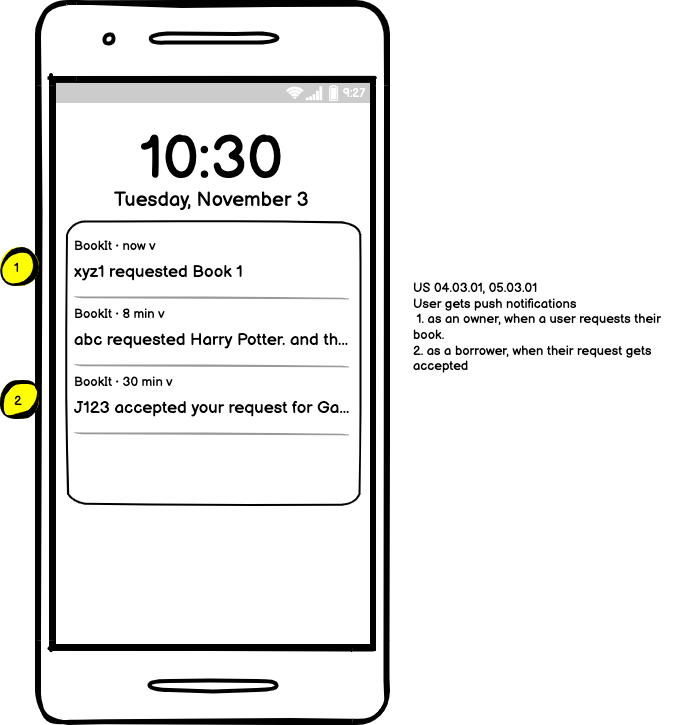 9:27
10:30
Tuesday, November 3
BookIt · now v
1
xyz1 requested Book 1
BookIt · 8 min v
abc requested Harry Potter. and th...
BookIt · 30 min v
2
J123 accepted your request for Ga...
US 04.03.01, 05.03.01
User gets push notifications
1. as an owner, when a user requests their
book.
2. as a borrower, when their request gets
accepted